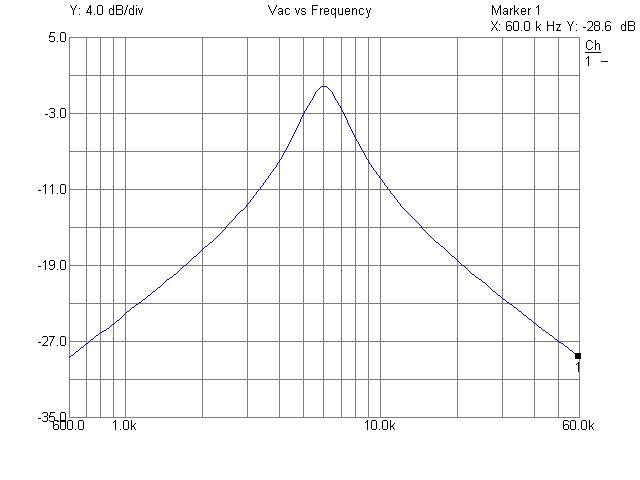 Y: 4.0 dB/div Vac vs Frequency Marker 1
X: 60.0 k Hz Y: -28.6 dB
Ch
1 –
5.0
-3.0
-11.0
-19.0
-27.0
1
-35.0
600.0 1.0k 10.0k 60.0k